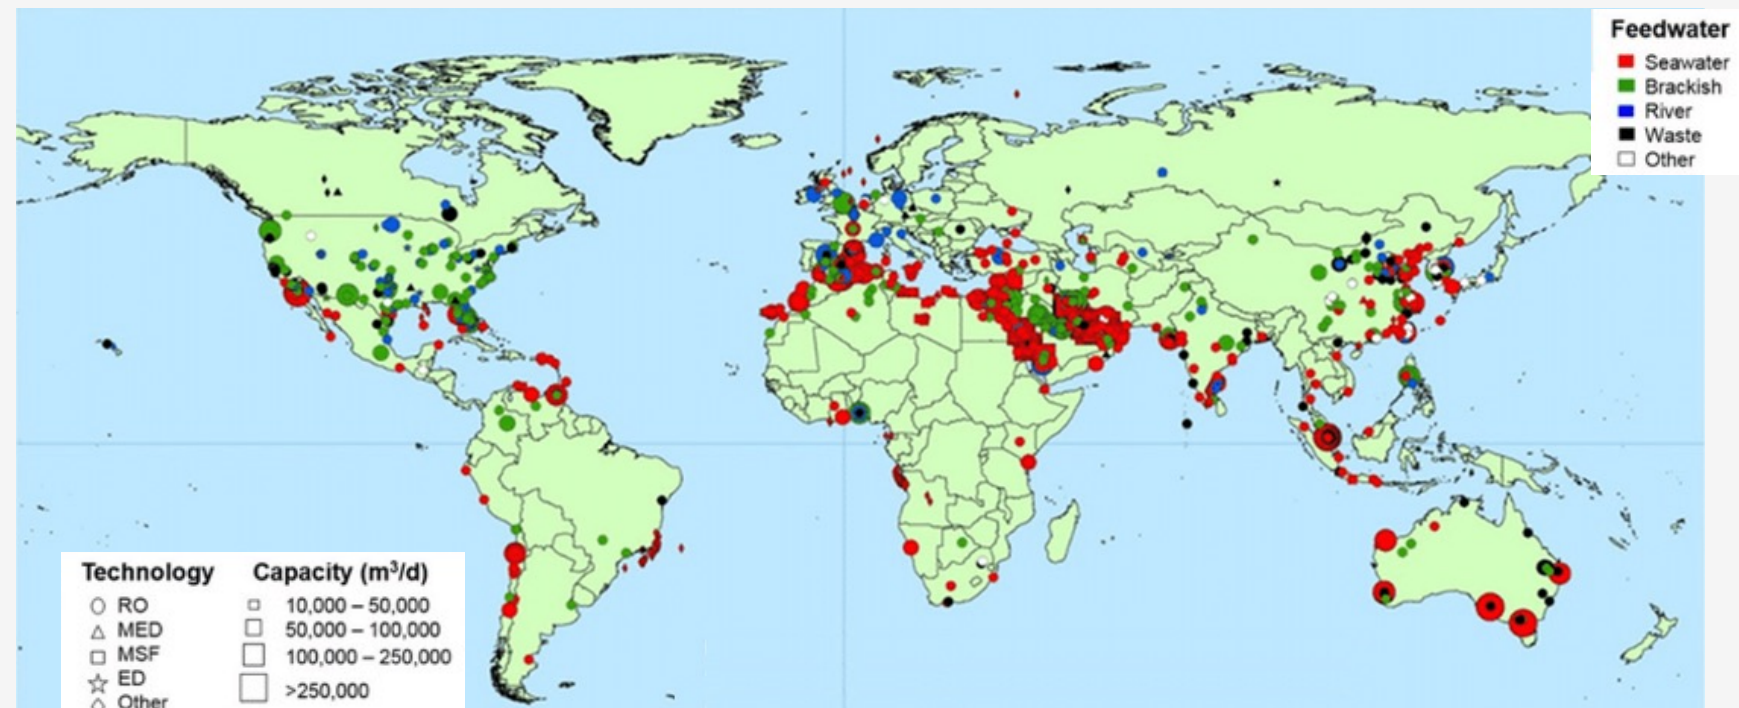 Feedwater
Seawater
Brackish
River
Waste
Other
Technology
RO
MED
MSF
ED
Other
Capacity (m³/d)
10,000 – 50,000
50,000 – 100,000
100,000 – 250,000
>250,000